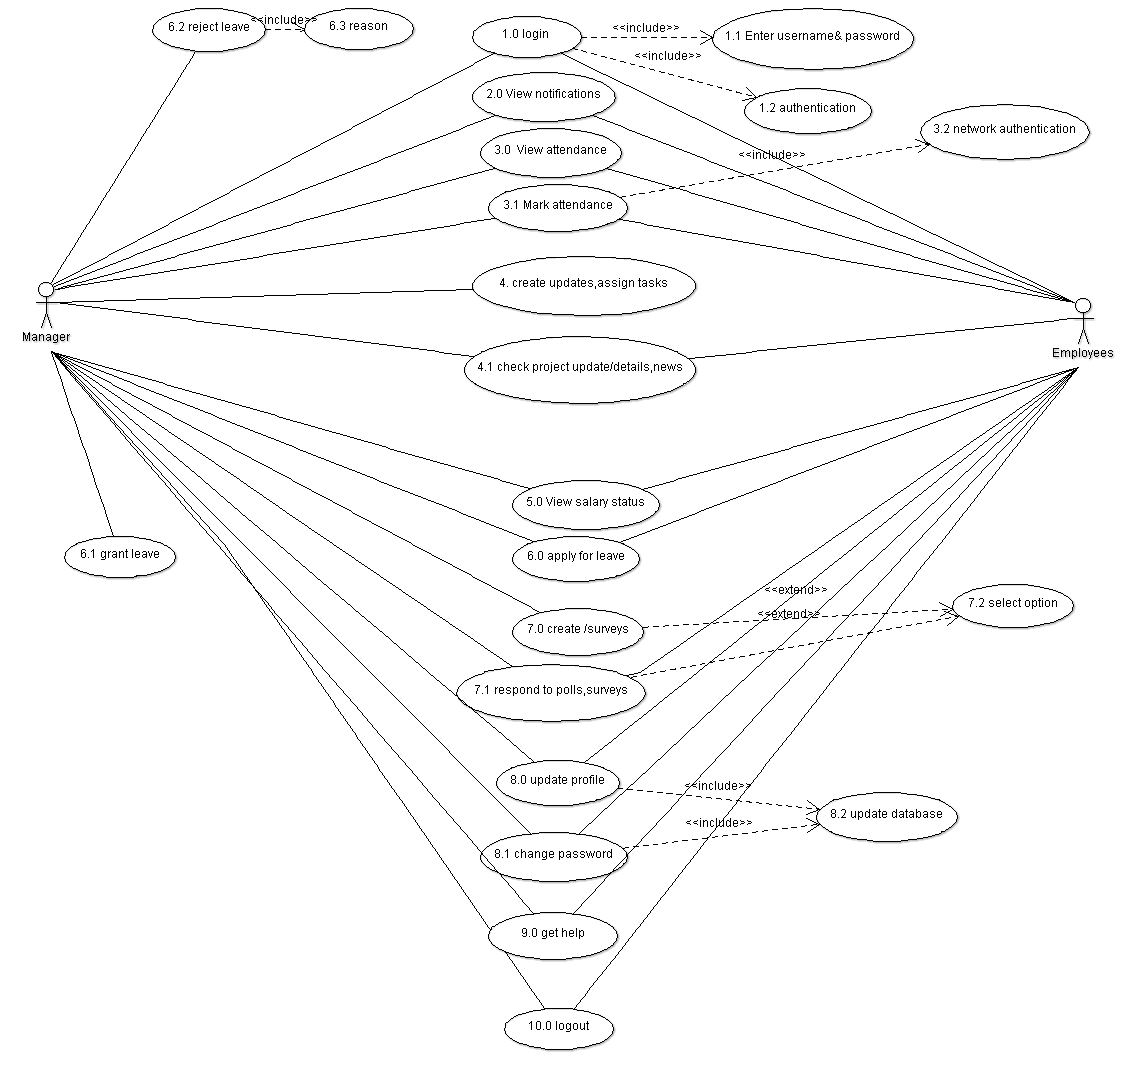 6.2 reject leave
<<include>>
6.3 reason
1.0 login
<<include>>
1.1 Enter username& password
<<include>>
2.0 View notifications
1.2 authentication
3.2 network authentication
3.0 View attendance
<<include>>
3.1 Mark attendance
4. create updates,assign tasks
Manager
Employees
4.1 check project update/details,news
5.0 View salary status
6.1 grant leave
6.0 apply for leave
<<extend>>
7.2 select option
<<extend>>
7.0 create /surveys
7.1 respond to polls,surveys
8.0 update profile
<<include>>
8.2 update database
<<include>>
8.1 change password
9.0 get help
10.0 logout